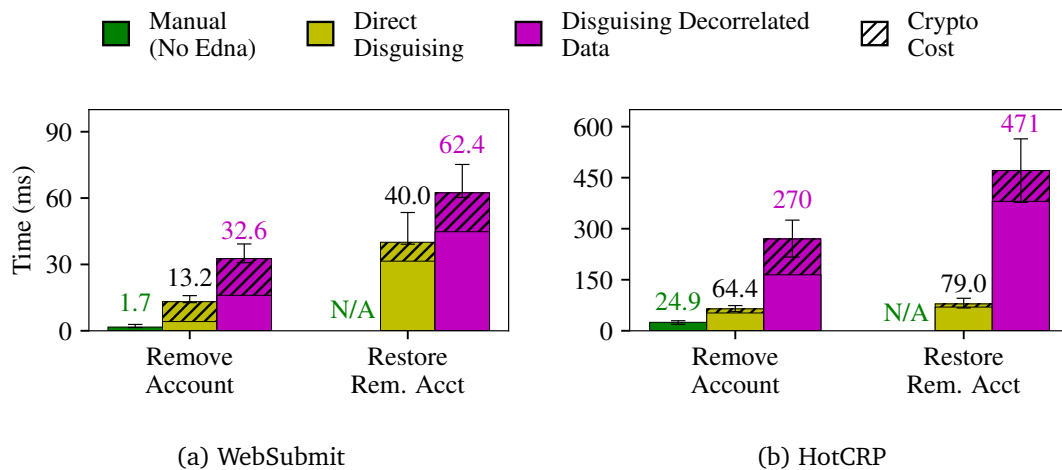 Manual
(No Edna)
Direct
Disguising
Disguising Decorrelated
Data
Crypto
Cost
Time (ms)
90
60
30
0
1.7
13.2
32.6
N/A
40.0
62.4
Remove
Account
Restore
Rem. Acct
(a) WebSubmit
600
450
300
150
0
24.9
64.4
270
N/A
79.0
471
Remove
Account
Restore
Rem. Acct
(b) HotCRP